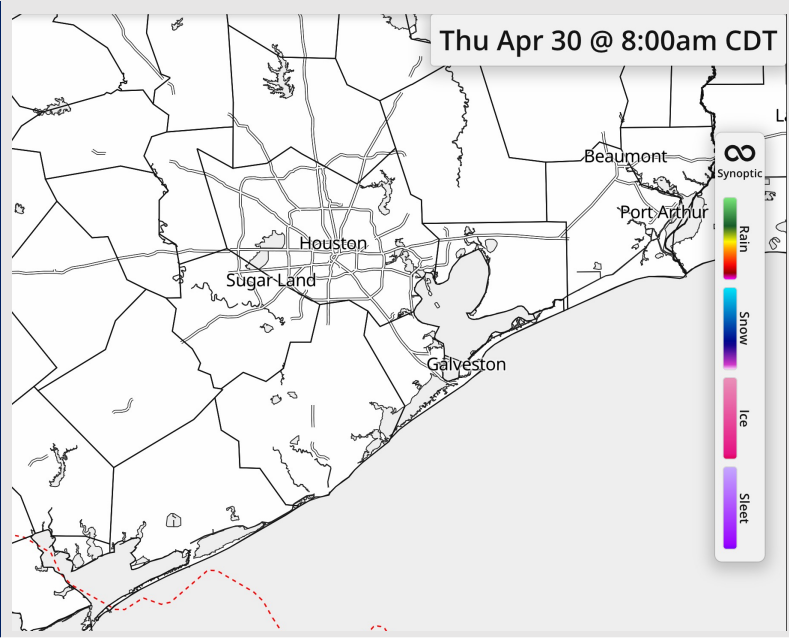 Thu Apr 30 @ 8:00am CDT
Synoptic
Beaumont
Port Arthur
Houston
Sugar Land
Galveston
Rain
Snow
Ice
Sleet